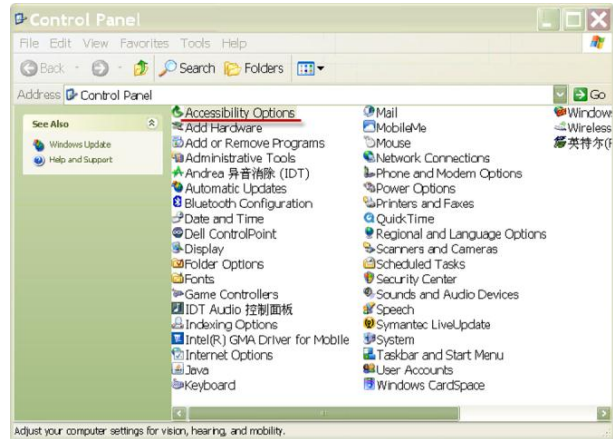 Control Panel
File Edit View Favorites Tools Help
Back Search Folders
Address Control Panel Go
See Also
Windows Update
Help and Support
Accessibility Options
Add Hardware
Add or Remove Programs
Administrative Tools
Andrea 异音消除 (IDT)
Automatic Updates
Bluetooth Configuration
Date and Time
Dell ControlPoint
Display
Folder Options
Fonts
Game Controllers
IDT Audio 控制面板
Indexing Options
Intel(R) GMA Driver for Mobile
Internet Options
Java
Keyboard
Mail
MobileMe
Mouse
Network Connections
Phone and Modem Options
Power Options
Printers and Faxes
QuickTime
Regional and Language Options
Scanners and Cameras
Scheduled Tasks
Security Center
Sounds and Audio Devices
Speech
Symantec LiveUpdate
System
Taskbar and Start Menu
User Accounts
Windows CardSpace
Window
Wireless
英特尔(R
Adjust your computer settings for vision, hearing, and mobility.